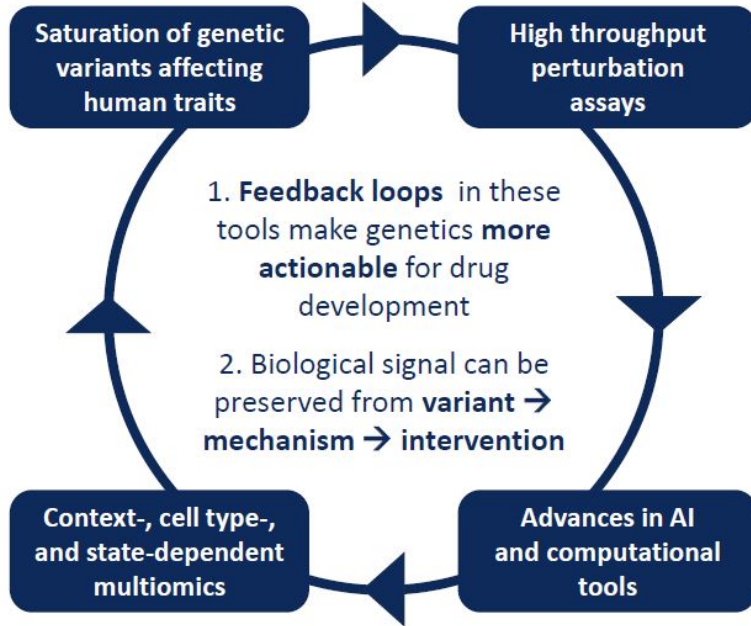 Saturation of genetic
variants affecting
human traits
High throughput
perturbation
assays
1. Feedback loops in these
tools make genetics more
actionable for drug
development
2. Biological signal can be
preserved from variant →
mechanism → intervention
Context-, cell type-,
and state-dependent
multiomics
Advances in AI
and computational
tools